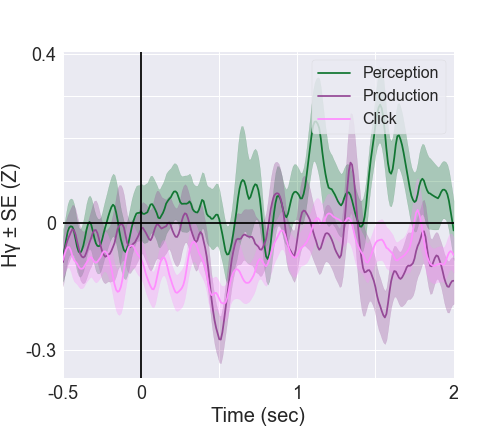 0.4
0
-0.3
Hγ ± SE (Z)
Perception
Production
Click
-0.5 0 1 2
Time (sec)